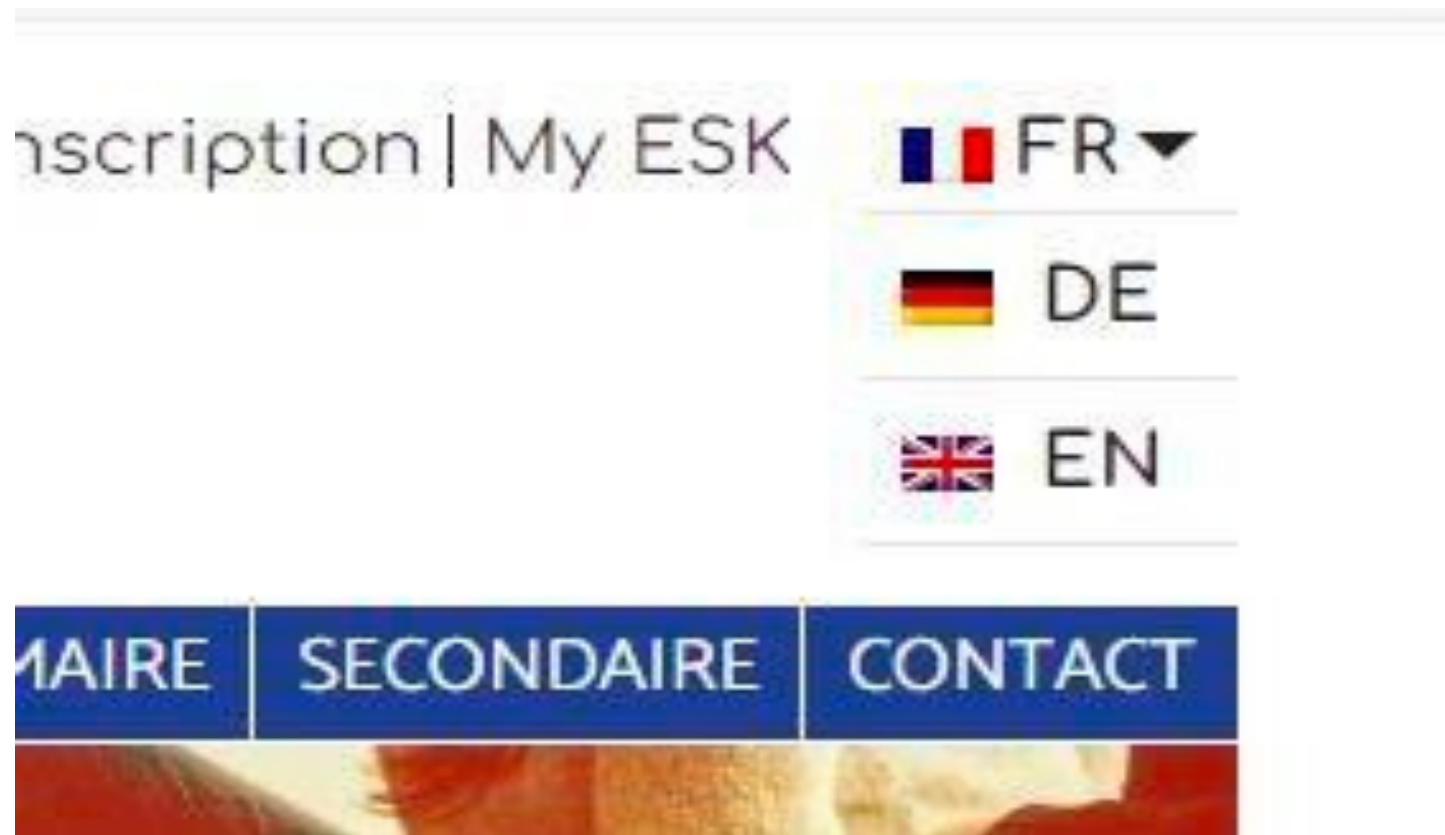 nscription | My ESK
FR
DE
EN
MAIRE
SECONDAIRE
CONTACT